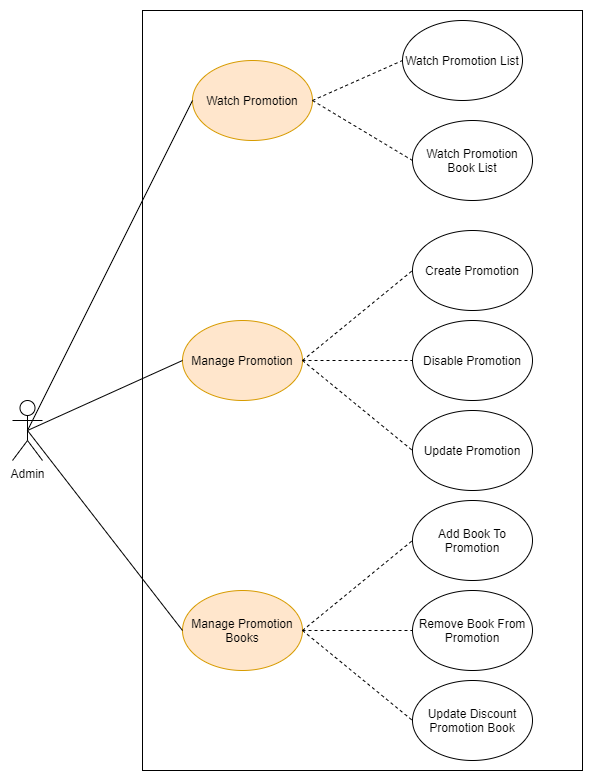 Watch Promotion List
Watch Promotion
Watch Promotion
Book List
Create Promotion
Manage Promotion
Disable Promotion
Update Promotion
Admin
Add Book To
Promotion
Manage Promotion
Books
Remove Book From
Promotion
Update Discount
Promotion Book